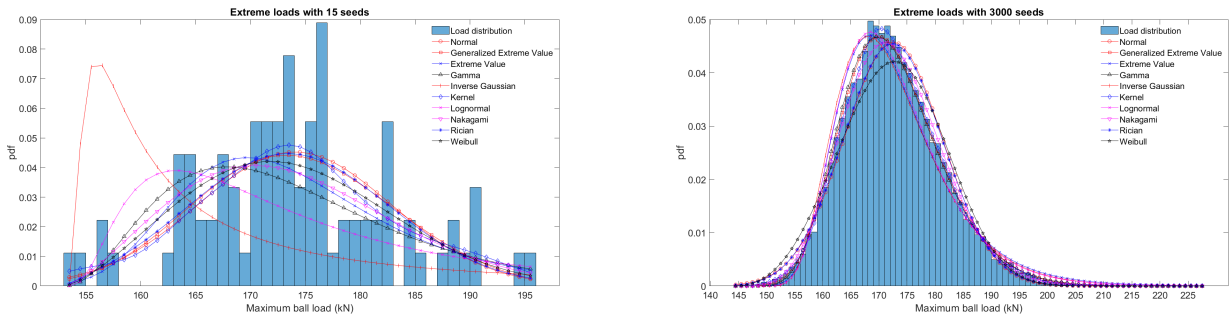 Extreme loads with 15 seeds
0.09
0.08
0.07
0.06
0.05
0.04
0.03
0.02
0.01
0
pdf
155 160 165 170 175 180 185 190 195
Maximum ball load (kN)
Load distribution
Normal
Generalized Extreme Value
Extreme Value
Gamma
Inverse Gaussian
Kernel
Lognormal
Nakagami
Rician
Weibull
Extreme loads with 3000 seeds
0.05
0.04
0.03
0.02
0.01
0
pdf
140 145 150 155 160 165 170 175 180 185 190 195 200 205 210 215 220 225
Maximum ball load (kN)
Load distribution
Normal
Generalized Extreme Value
Extreme Value
Gamma
Inverse Gaussian
Kernel
Lognormal
Nakagami
Rician
Weibull